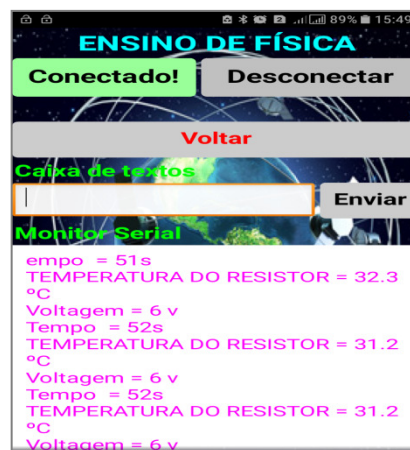 89% 15:49
ENSINO DE FÍSICA
Conectado! Desconectar
Voltar
Caixa de textos
Enviar
Monitor Serial
empo = 51s
TEMPERATURA DO RESISTOR = 32.3
ºC
Voltagem = 6 v
Tempo = 52s
TEMPERATURA DO RESISTOR = 31.2
ºC
Voltagem = 6 v
Tempo = 52s
TEMPERATURA DO RESISTOR = 31.2
ºC
Voltagem = 6 v